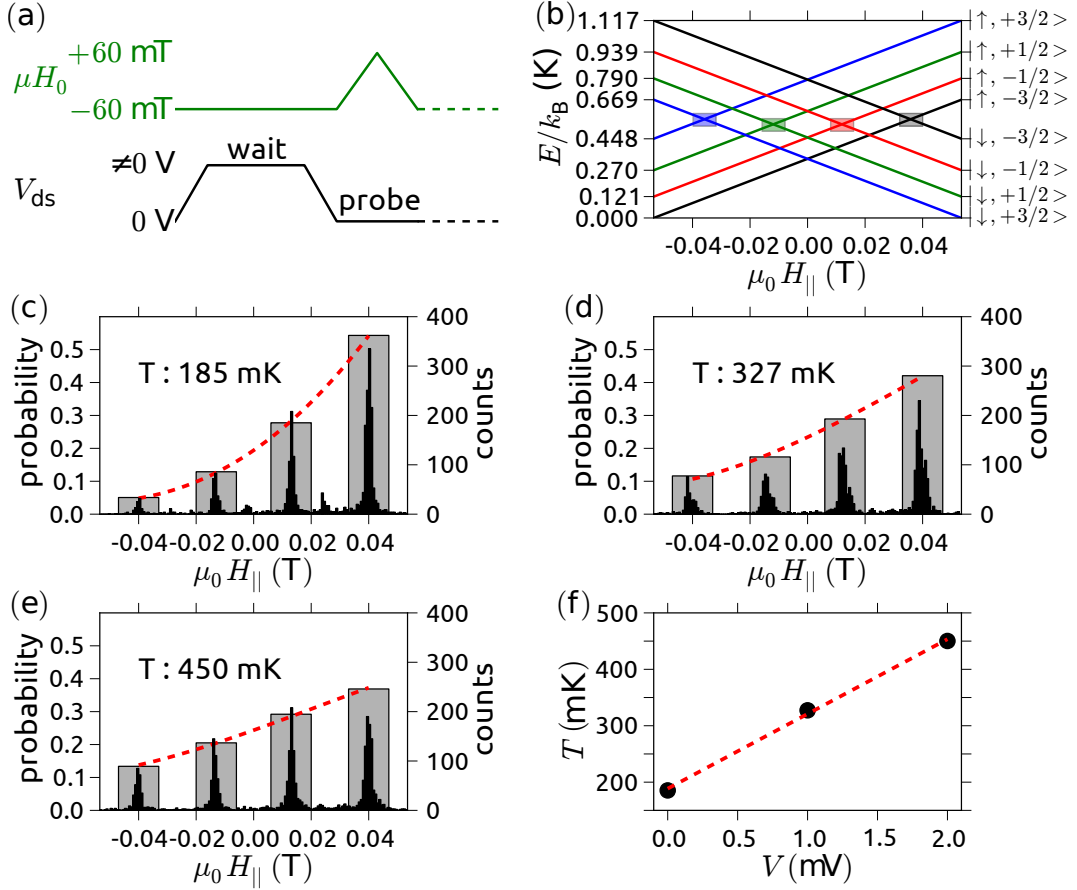 (a)
+60 mT
μH₀
−60 mT
≠0 V
wait
V_ds
probe
0 V
(b)
E/k_B (K)
1.117
0.939
0.790
0.669
0.448
0.270
0.121
0.000
|↑, +3/2 >
|↑, +1/2 >
|↑, −1/2 >
|↑, −3/2 >
|↓, −3/2 >
|↓, −1/2 >
|↓, +1/2 >
|↓, +3/2 >
-0.04 -0.02 0.00 0.02 0.04
μ₀H_|| (T)
(c)
probability
0.5
0.4
0.3
0.2
0.1
0.0
T : 185 mK
400
300
200
100
0
counts
-0.04 -0.02 0.00 0.02 0.04
μ₀H_|| (T)
(d)
probability
0.5
0.4
0.3
0.2
0.1
0.0
T : 327 mK
400
300
200
100
0
counts
-0.04 -0.02 0.00 0.02 0.04
μ₀H_|| (T)
(e)
probability
0.5
0.4
0.3
0.2
0.1
0.0
T : 450 mK
400
300
200
100
0
counts
-0.04 -0.02 0.00 0.02 0.04
μ₀H_|| (T)
(f)
T (mK)
500
400
300
200
0.0 0.5 1.0 1.5 2.0
V (mV)